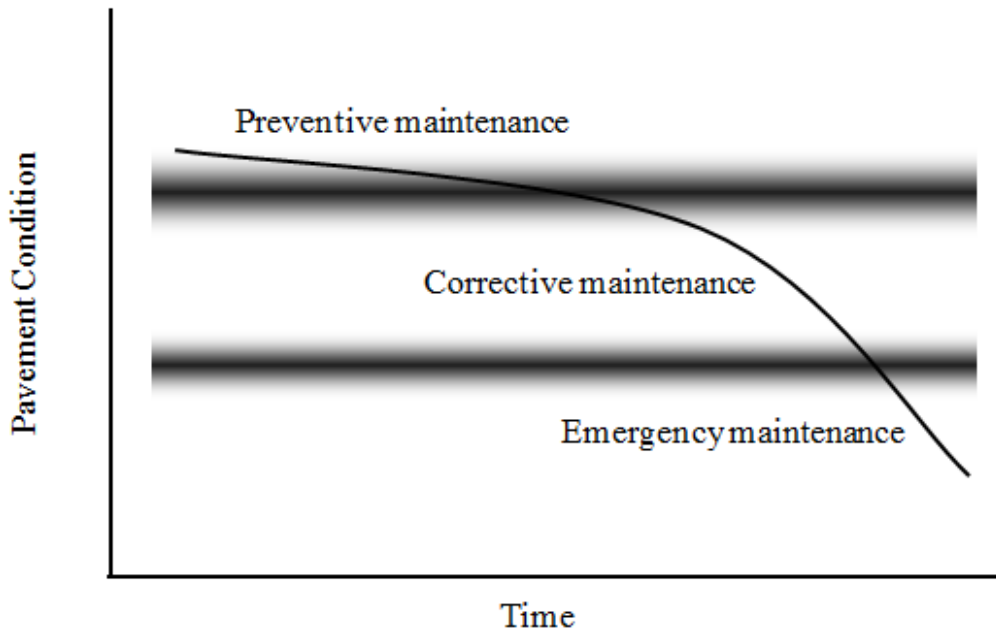 Preventive maintenance
Pavement Condition
Corrective maintenance
Emergency maintenance
Time